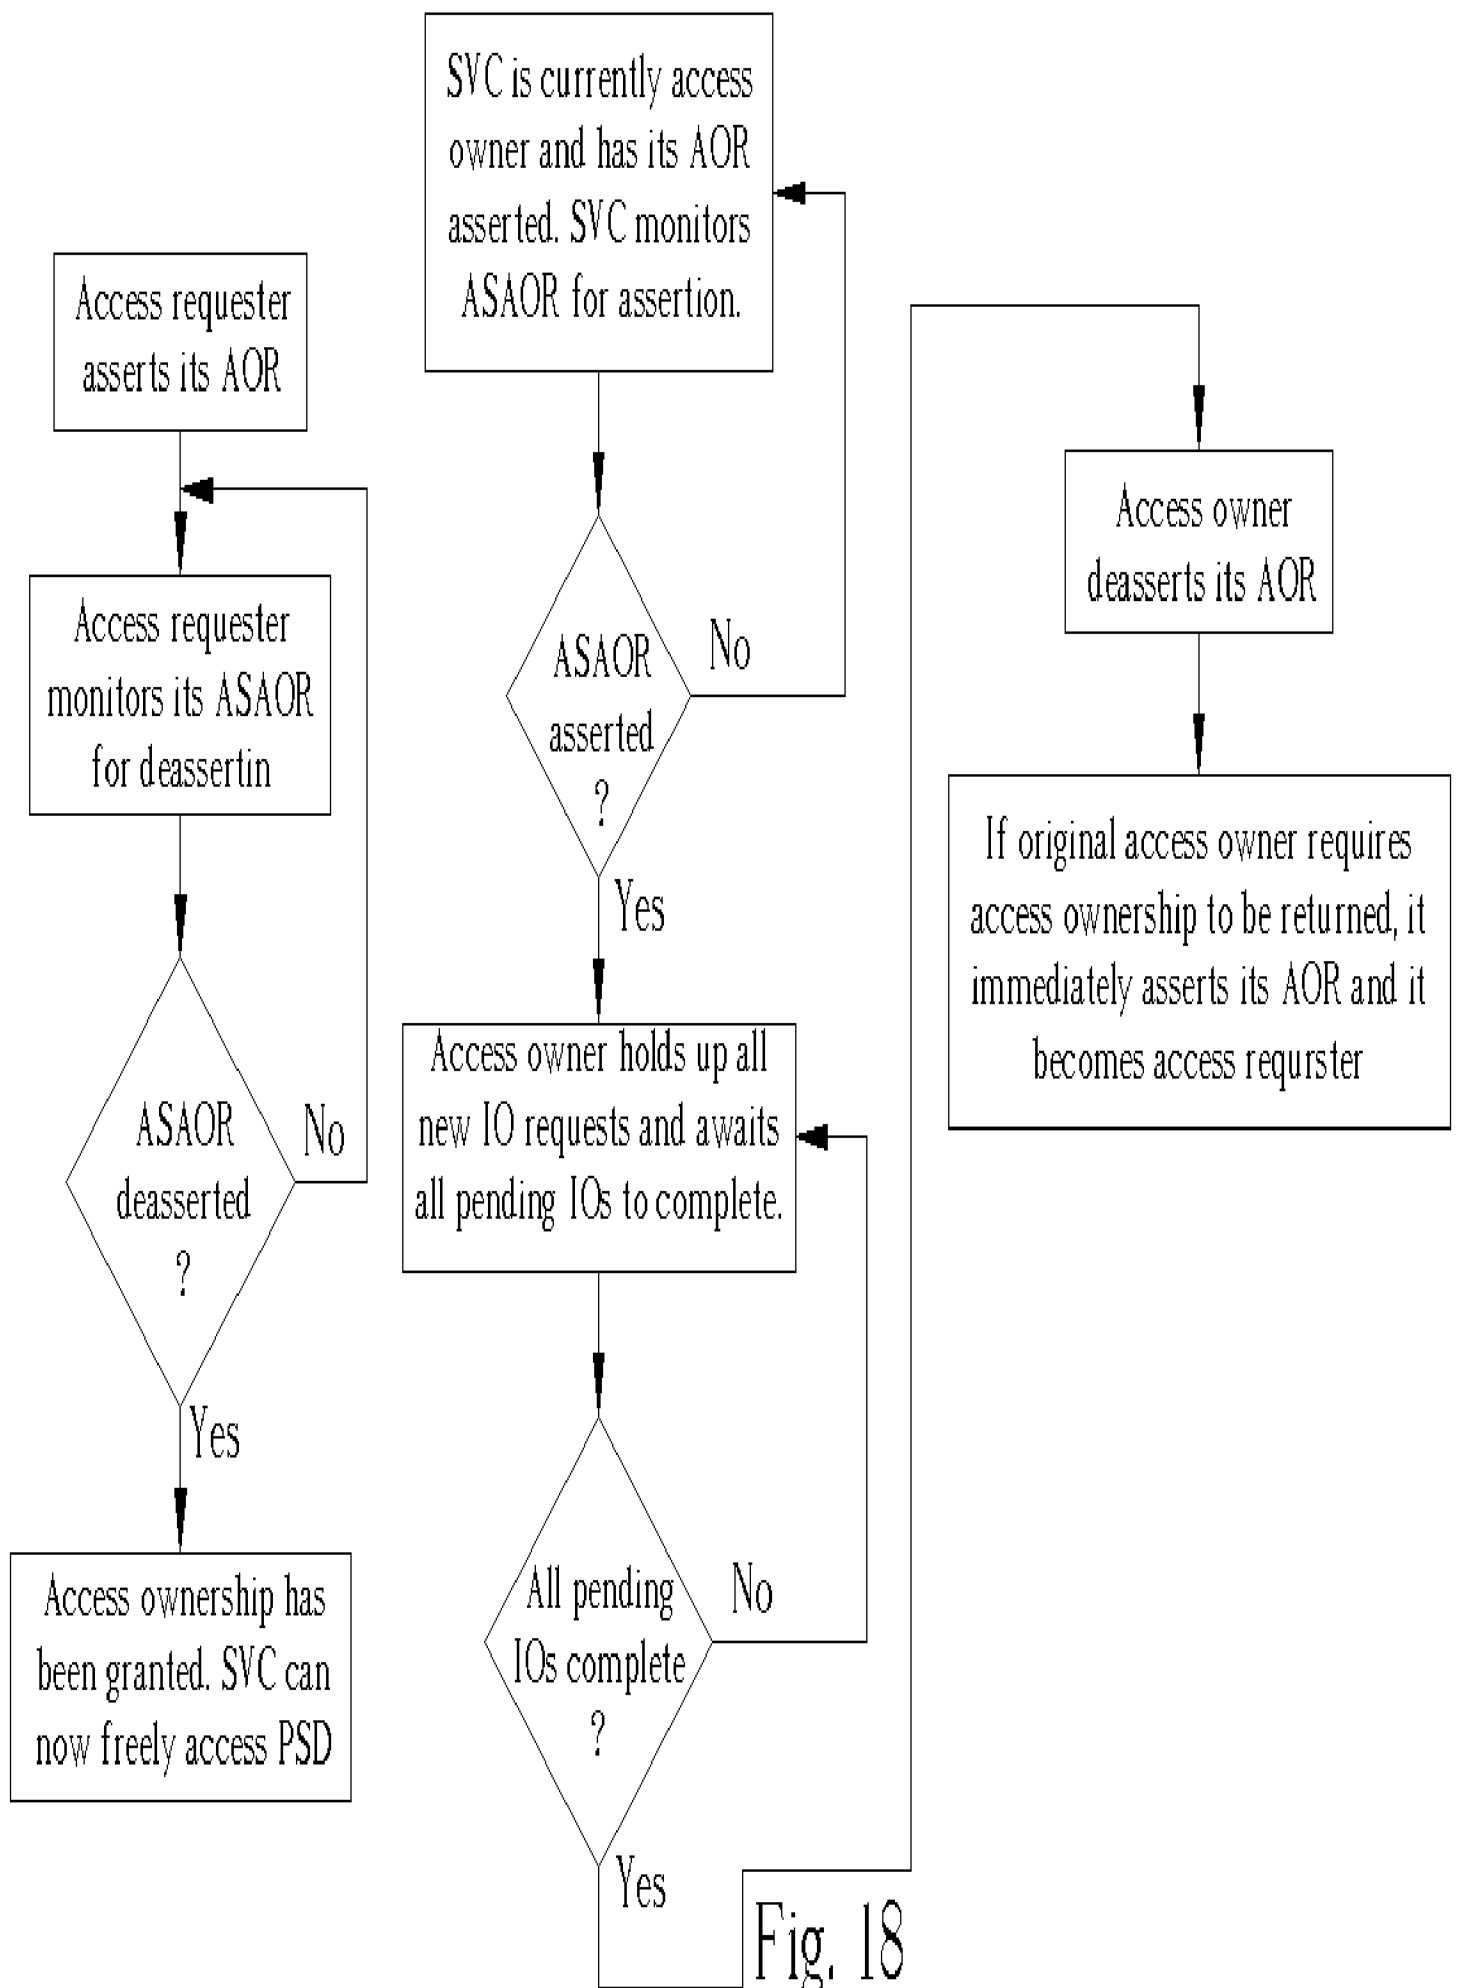 Access requester
asserts its AOR
Access requester
monitors its ASAOR
for deassertin
ASAOR
deasserted
?
No
Yes
Access ownership has
been granted. SVC can
now freely access PSD
SVC is currently access
owner and has its AOR
asserted. SVC monitors
ASAOR for assertion.
ASAOR
asserted
?
No
Yes
Access owner holds up all
new IO requests and awaits
all pending IOs to complete.
All pending
IOs complete
?
No
Yes
Access owner
deasserts its AOR
If original access owner requires
access ownership to be returned, it
immediately asserts its AOR and it
becomes access requrster
Fig. 18